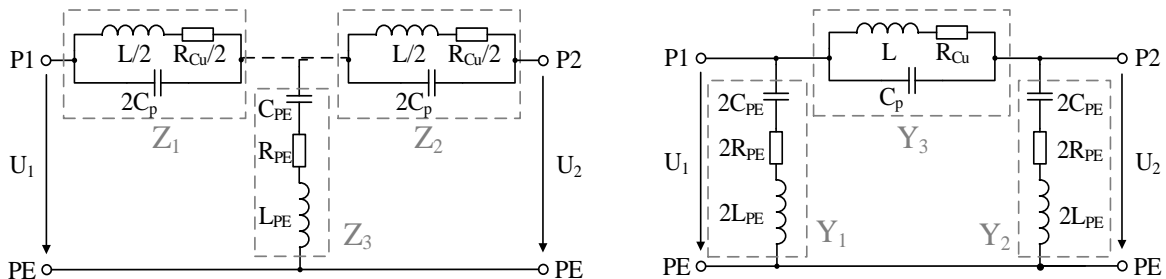 P1
L/2
R_Cu/2
2C_p
Z_1
L/2
R_Cu/2
2C_p
Z_2
P2
C_PE
R_PE
L_PE
Z_3
U_1
U_2
PE
PE
P1
L
R_Cu
C_p
Y_3
P2
2C_PE
2R_PE
2L_PE
Y_1
2C_PE
2R_PE
2L_PE
Y_2
U_1
U_2
PE
PE